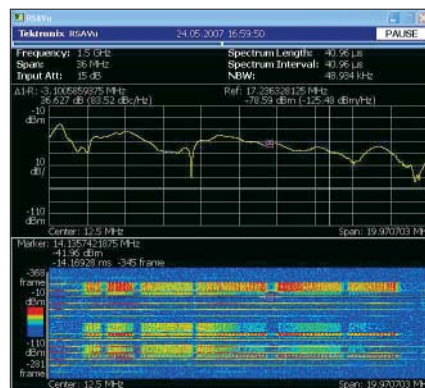 RSAVu
Tektronix RSAVu 24.05.2007 16:59:50 PAUSE
Frequency: 1.5 GHz Spectrum Length: 40.96 µs
Span: 36 MHz Spectrum Interval: 40.96 µs
Input Att: 15 dB NBW: 48.934 kHz
Δ1-R: -3.1005859375 MHz Ref: 17.236328125 MHz
36.627 dB (83.52 dBc/Hz) -78.59 dBm (-125.48 dBm/Hz)
-10
dBm
10
dB/
-110
dBm
Center: 12.5 MHz Span: 19.970703 MH
Marker: 14.1357421875 MHz
-41.96 dBm
-14.16928 ms -345 frame
-368
frame
-10
dBm
-110
dBm
-281
frame
Center: 12.5 MHz Span: 19.970703 MH